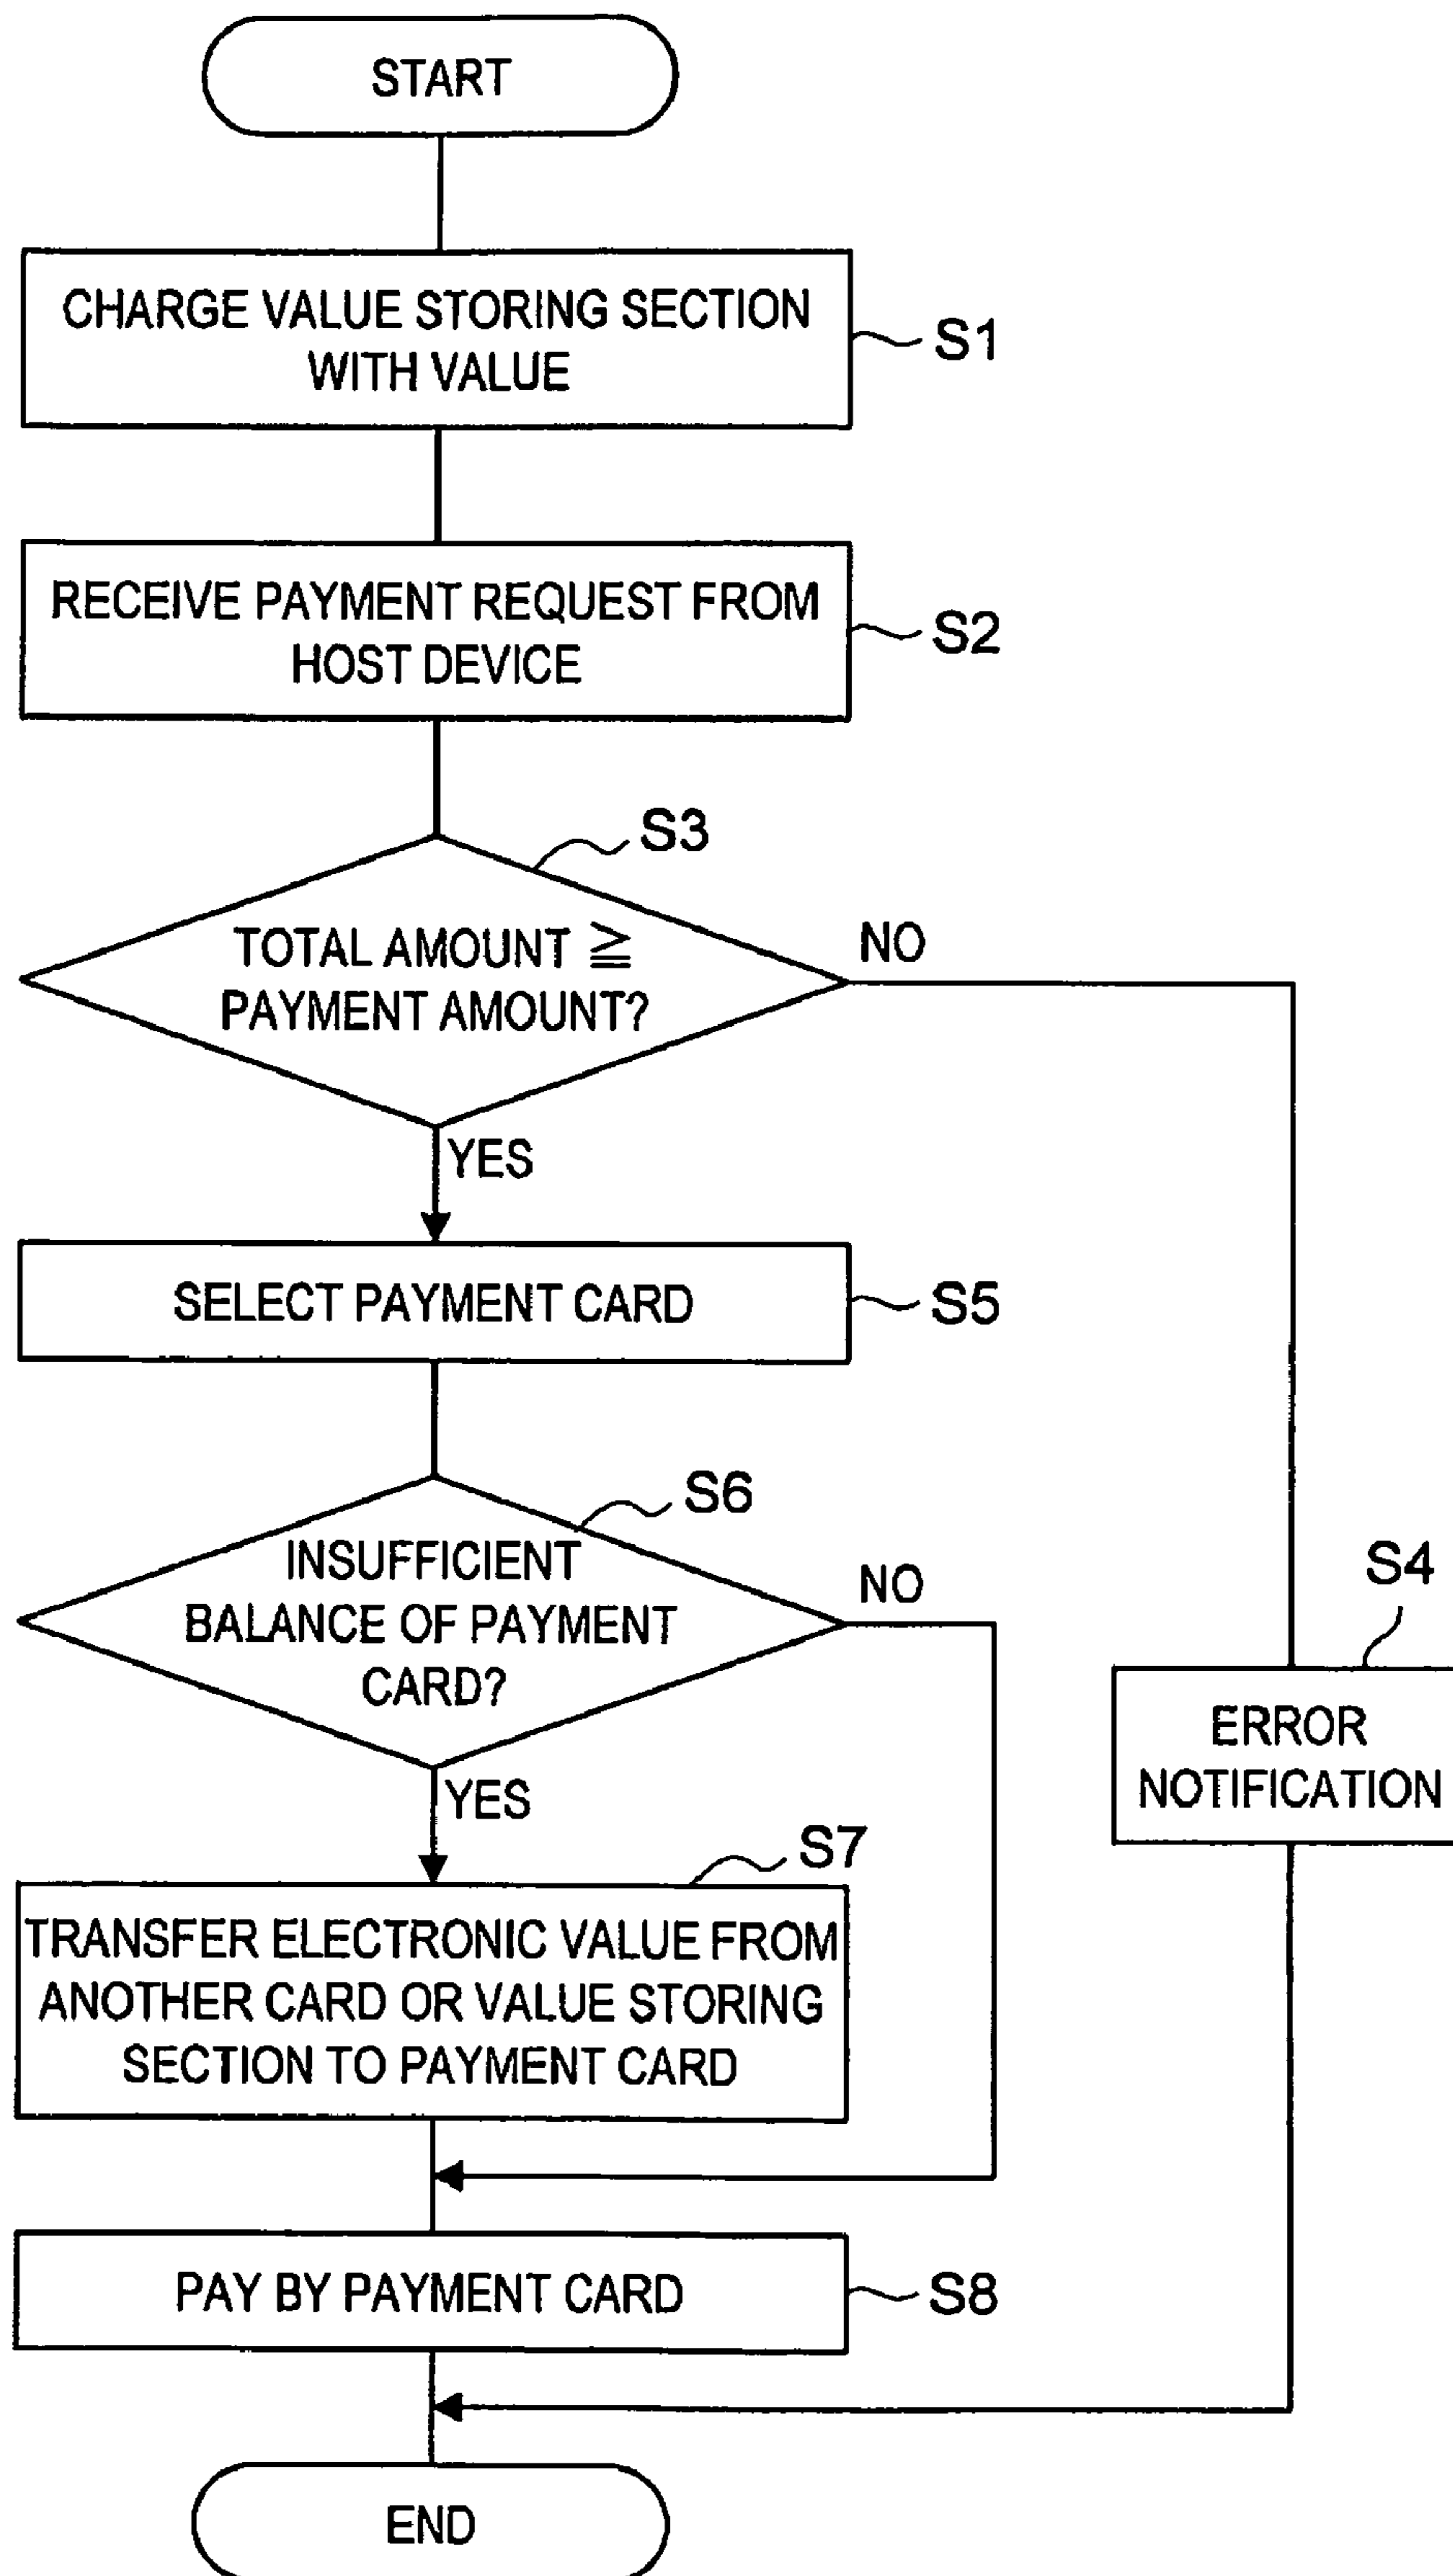 START
CHARGE VALUE STORING SECTION
WITH VALUE
S1
RECEIVE PAYMENT REQUEST FROM
HOST DEVICE
S2
S3
TOTAL AMOUNT ≧
PAYMENT AMOUNT?
NO
YES
SELECT PAYMENT CARD
S5
S6
INSUFFICIENT
BALANCE OF PAYMENT
CARD?
NO
S4
ERROR
NOTIFICATION
YES
S7
TRANSFER ELECTRONIC VALUE FROM
ANOTHER CARD OR VALUE STORING
SECTION TO PAYMENT CARD
PAY BY PAYMENT CARD
S8
END